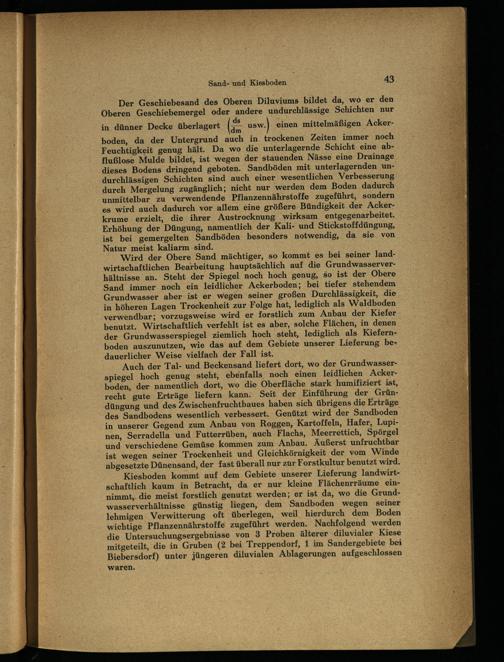 Sand- und Kiesboden 43
Der Geschiebesand des Oberen Diluviums bildet da, wo er den
Oberen Geschiebemergel oder andere undurchlässige Schichten nur
in dünner Decke überlagert (ds/dm usw.) einen mittelmäßigen Acker-
boden, da der Untergrund auch in trockenen Zeiten immer noch
Feuchtigkeit genug hält. Da wo die unterlagernde Schicht eine ab-
flußlose Mulde bildet, ist wegen der stauenden Nässe eine Drainage
dieses Bodens dringend geboten. Sandböden mit unterlagernden un-
durchlässigen Schichten sind auch einer wesentlichen Verbesserung
durch Mergelung zugänglich; nicht nur werden dem Boden dadurch
unmittelbar zu verwendende Pflanzennährstoffe zugeführt, sondern
es wird auch dadurch vor allem eine größere Bündigkeit der Acker-
krume erzielt, die ihrer Austrocknung wirksam entgegenarbeitet.
Erhöhung der Düngung, namentlich der Kali- und Stickstoffdüngung,
ist bei gemergelten Sandböden besonders notwendig, da sie von
Natur meist kaliarm sind.
Wird der Obere Sand mächtiger, so kommt es bei seiner land-
wirtschaftlichen Bearbeitung hauptsächlich auf die Grundwasserver-
hältnisse an. Steht der Spiegel noch hoch genug, so ist der Obere
Sand immer noch ein leidlicher Ackerboden; bei tiefer stehendem
Grundwasser aber ist er wegen seiner großen Durchlässigkeit, die
in höheren Lagen Trockenheit zur Folge hat, lediglich als Waldboden
verwendbar; vorzugsweise wird er forstlich zum Anbau der Kiefer
benutzt. Wirtschaftlich verfehlt ist es aber, solche Flächen, in denen
der Grundwasserspiegel ziemlich hoch steht, lediglich als Kiefern-
boden auszunutzen, wie das auf dem Gebiete unserer Lieferung be-
dauerlicher Weise vielfach der Fall ist.
Auch der Tal- und Beckensand liefert dort, wo der Grundwasser-
spiegel hoch genug steht, ebenfalls noch einen leidlichen Acker-
boden, der namentlich dort, wo die Oberfläche stark humifiziert ist,
recht gute Erträge liefern kann. Seit der Einführung der Grün-
düngung und des Zwischenfruchtbaues haben sich übrigens die Erträge
des Sandbodens wesentlich verbessert. Genützt wird der Sandboden
in unserer Gegend zum Anbau von Roggen, Kartoffeln, Hafer, Lupi-
nen, Serradella und Futterrüben, auch Flachs, Meerrettich, Spörgel
und verschiedene Gemüse kommen zum Anbau. Äußerst unfruchtbar
ist wegen seiner Trockenheit und Gleichkörnigkeit der vom Winde
abgesetzte Dünensand, der fast überall nur zur Forstkultur benutzt wird.
Kiesboden kommt auf dem Gebiete unserer Lieferung landwirt-
schaftlich kaum in Betracht, da er nur kleine Flächenräume ein-
nimmt, die meist forstlich genutzt werden; er ist da, wo die Grund-
wasserverhältnisse günstig liegen, dem Sandboden wegen seiner
lehmigen Verwitterung oft überlegen, weil hierdurch dem Boden
wichtige Pflanzennährstoffe zugeführt werden. Nachfolgend werden
die Untersuchungsergebnisse von 3 Proben älterer diluvialer Kiese
mitgeteilt, die in Gruben (2 bei Treppendorf, 1 im Sandergebiete bei
Biebersdorf) unter jüngeren diluvialen Ablagerungen aufgeschlossen
waren.